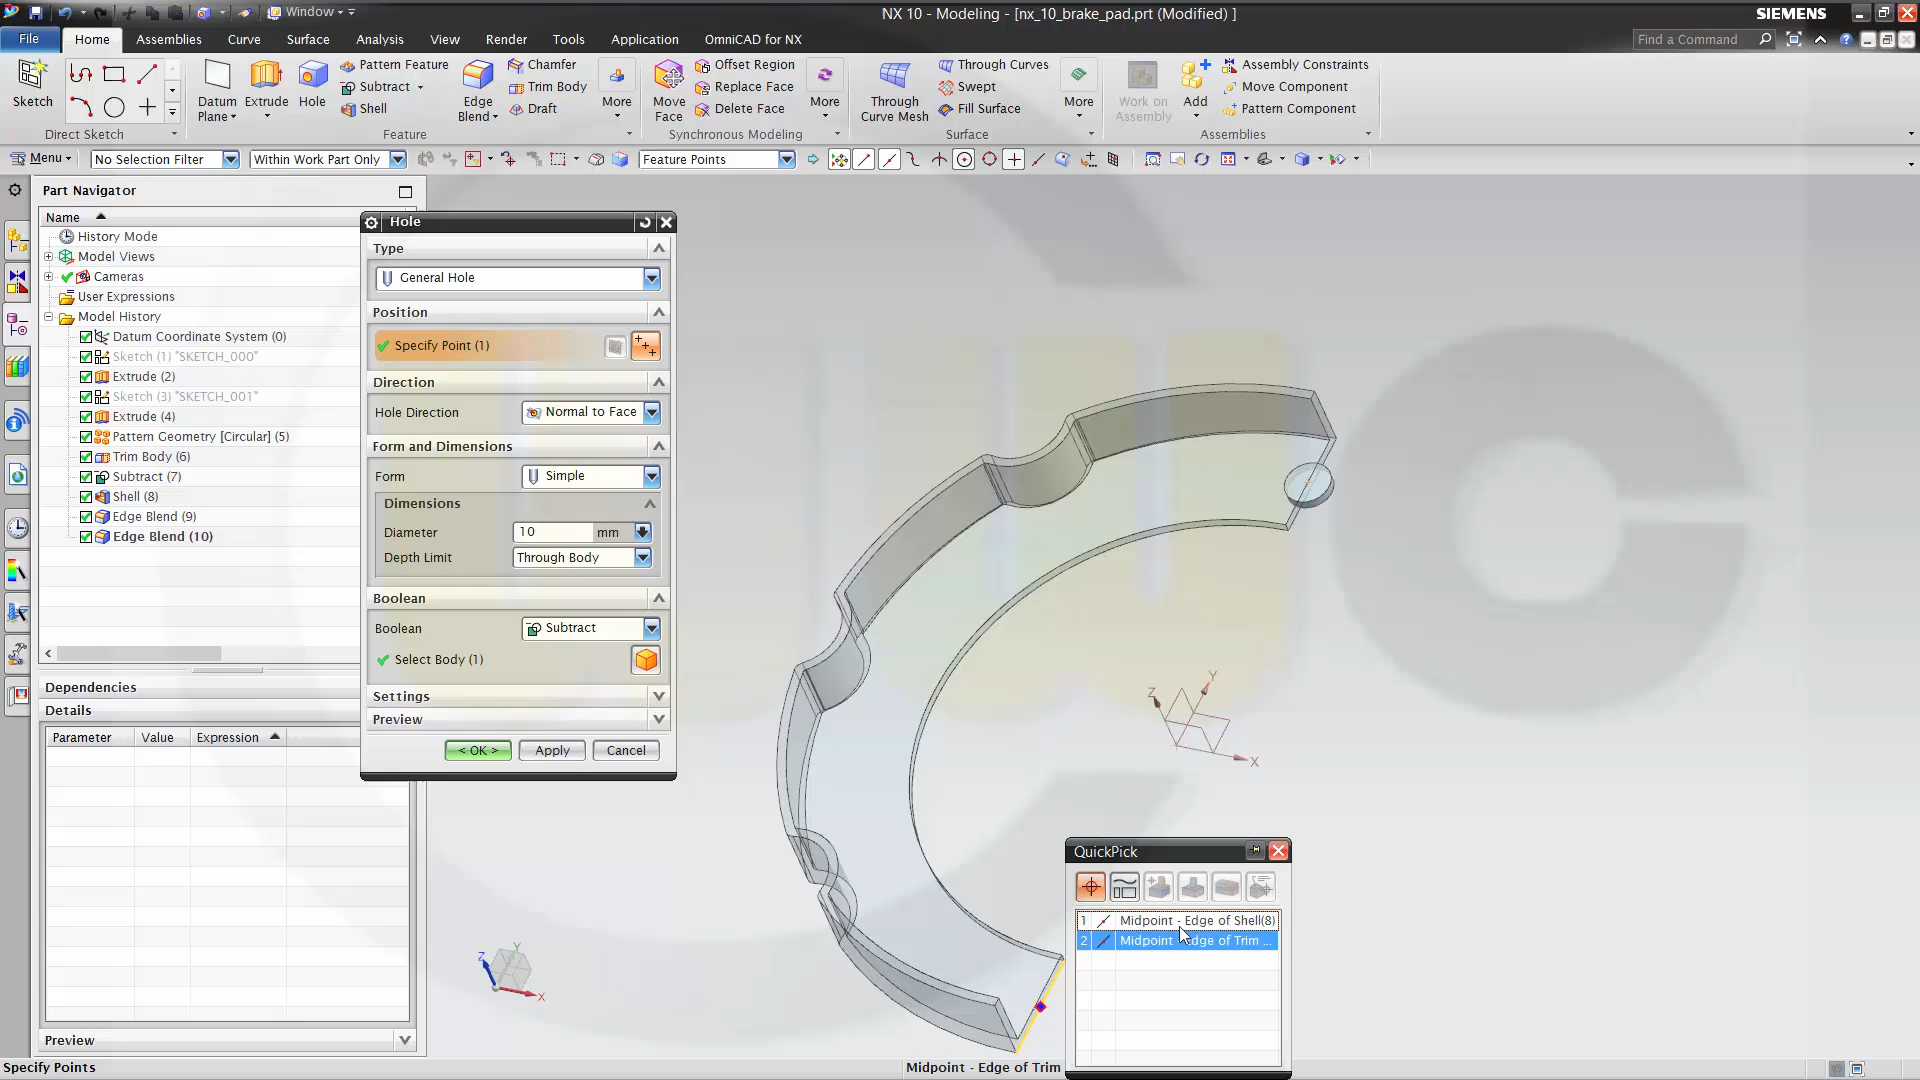 Window
NX 10 - Modeling - [nx_10_brake_pad.prt (Modified) ]
SIEMENS
File
Home
Assemblies
Curve
Surface
Analysis
View
Render
Tools
Application
OmniCAD for NX
Find a Command
Sketch
Direct Sketch
Datum Plane
Extrude
Hole
Pattern Feature
Subtract
Shell
Edge Blend
Chamfer
Trim Body
Draft
More
Feature
Move Face
Offset Region
Replace Face
Delete Face
More
Synchronous Modeling
Through Curve Mesh
Through Curves
Swept
Fill Surface
More
Surface
Work on Assembly
Add
Assembly Constraints
Move Component
Pattern Component
Assemblies
Menu
No Selection Filter
Within Work Part Only
Feature Points
Part Navigator
Name
History Mode
Model Views
Cameras
User Expressions
Model History
Datum Coordinate System (0)
Sketch (1) "SKETCH_000"
Extrude (2)
Sketch (3) "SKETCH_001"
Extrude (4)
Pattern Geometry [Circular] (5)
Trim Body (6)
Subtract (7)
Shell (8)
Edge Blend (9)
Edge Blend (10)
Dependencies
Details
Parameter Value Expression
Preview
Hole
Type
General Hole
Position
Specify Point (1)
Direction
Hole Direction Normal to Face
Form and Dimensions
Form Simple
Dimensions
Diameter 10 mm
Depth Limit Through Body
Boolean
Boolean Subtract
Select Body (1)
Settings
Preview
< OK > Apply Cancel
Z
Y
X
Z
Y
X
QuickPick
1 Midpoint - Edge of Shell(8)
2 Midpoint - Edge of Trim ...
Specify Points
Midpoint - Edge of Trim